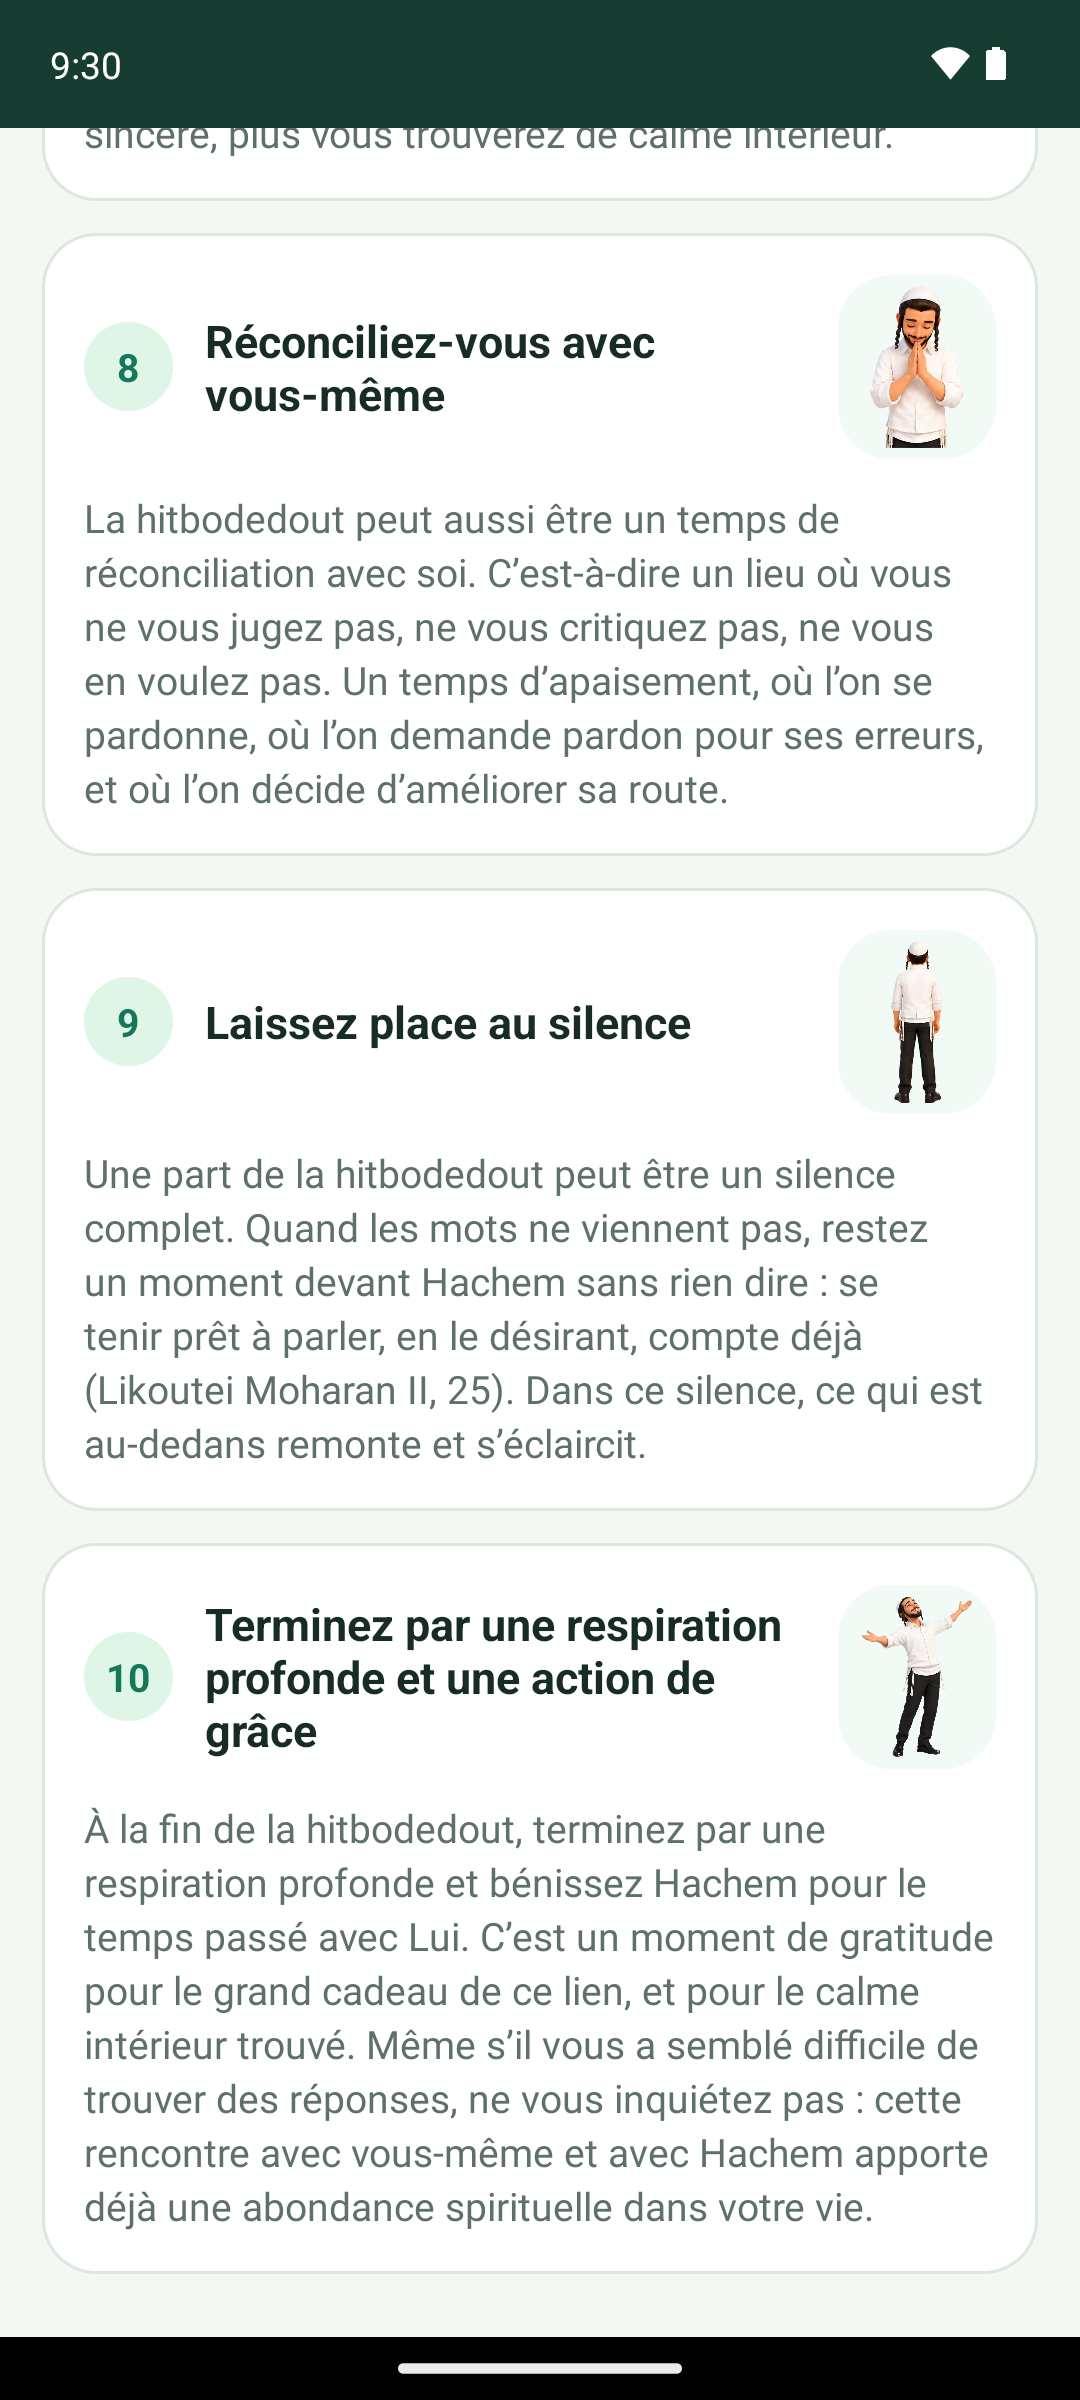 9:30
sincère, plus vous trouverez de calme intérieur.
8
Réconciliez-vous avec
vous-même
La hitbodedout peut aussi être un temps de
réconciliation avec soi. C’est-à-dire un lieu où vous
ne vous jugez pas, ne vous critiquez pas, ne vous
en voulez pas. Un temps d’apaisement, où l’on se
pardonne, où l’on demande pardon pour ses erreurs,
et où l’on décide d’améliorer sa route.
9
Laissez place au silence
Une part de la hitbodedout peut être un silence
complet. Quand les mots ne viennent pas, restez
un moment devant Hachem sans rien dire : se
tenir prêt à parler, en le désirant, compte déjà
(Likoutei Moharan II, 25). Dans ce silence, ce qui est
au-dedans remonte et s’éclaircit.
10
Terminez par une respiration
profonde et une action de
grâce
À la fin de la hitbodedout, terminez par une
respiration profonde et bénissez Hachem pour le
temps passé avec Lui. C’est un moment de gratitude
pour le grand cadeau de ce lien, et pour le calme
intérieur trouvé. Même s’il vous a semblé difficile de
trouver des réponses, ne vous inquiétez pas : cette
rencontre avec vous-même et avec Hachem apporte
déjà une abondance spirituelle dans votre vie.